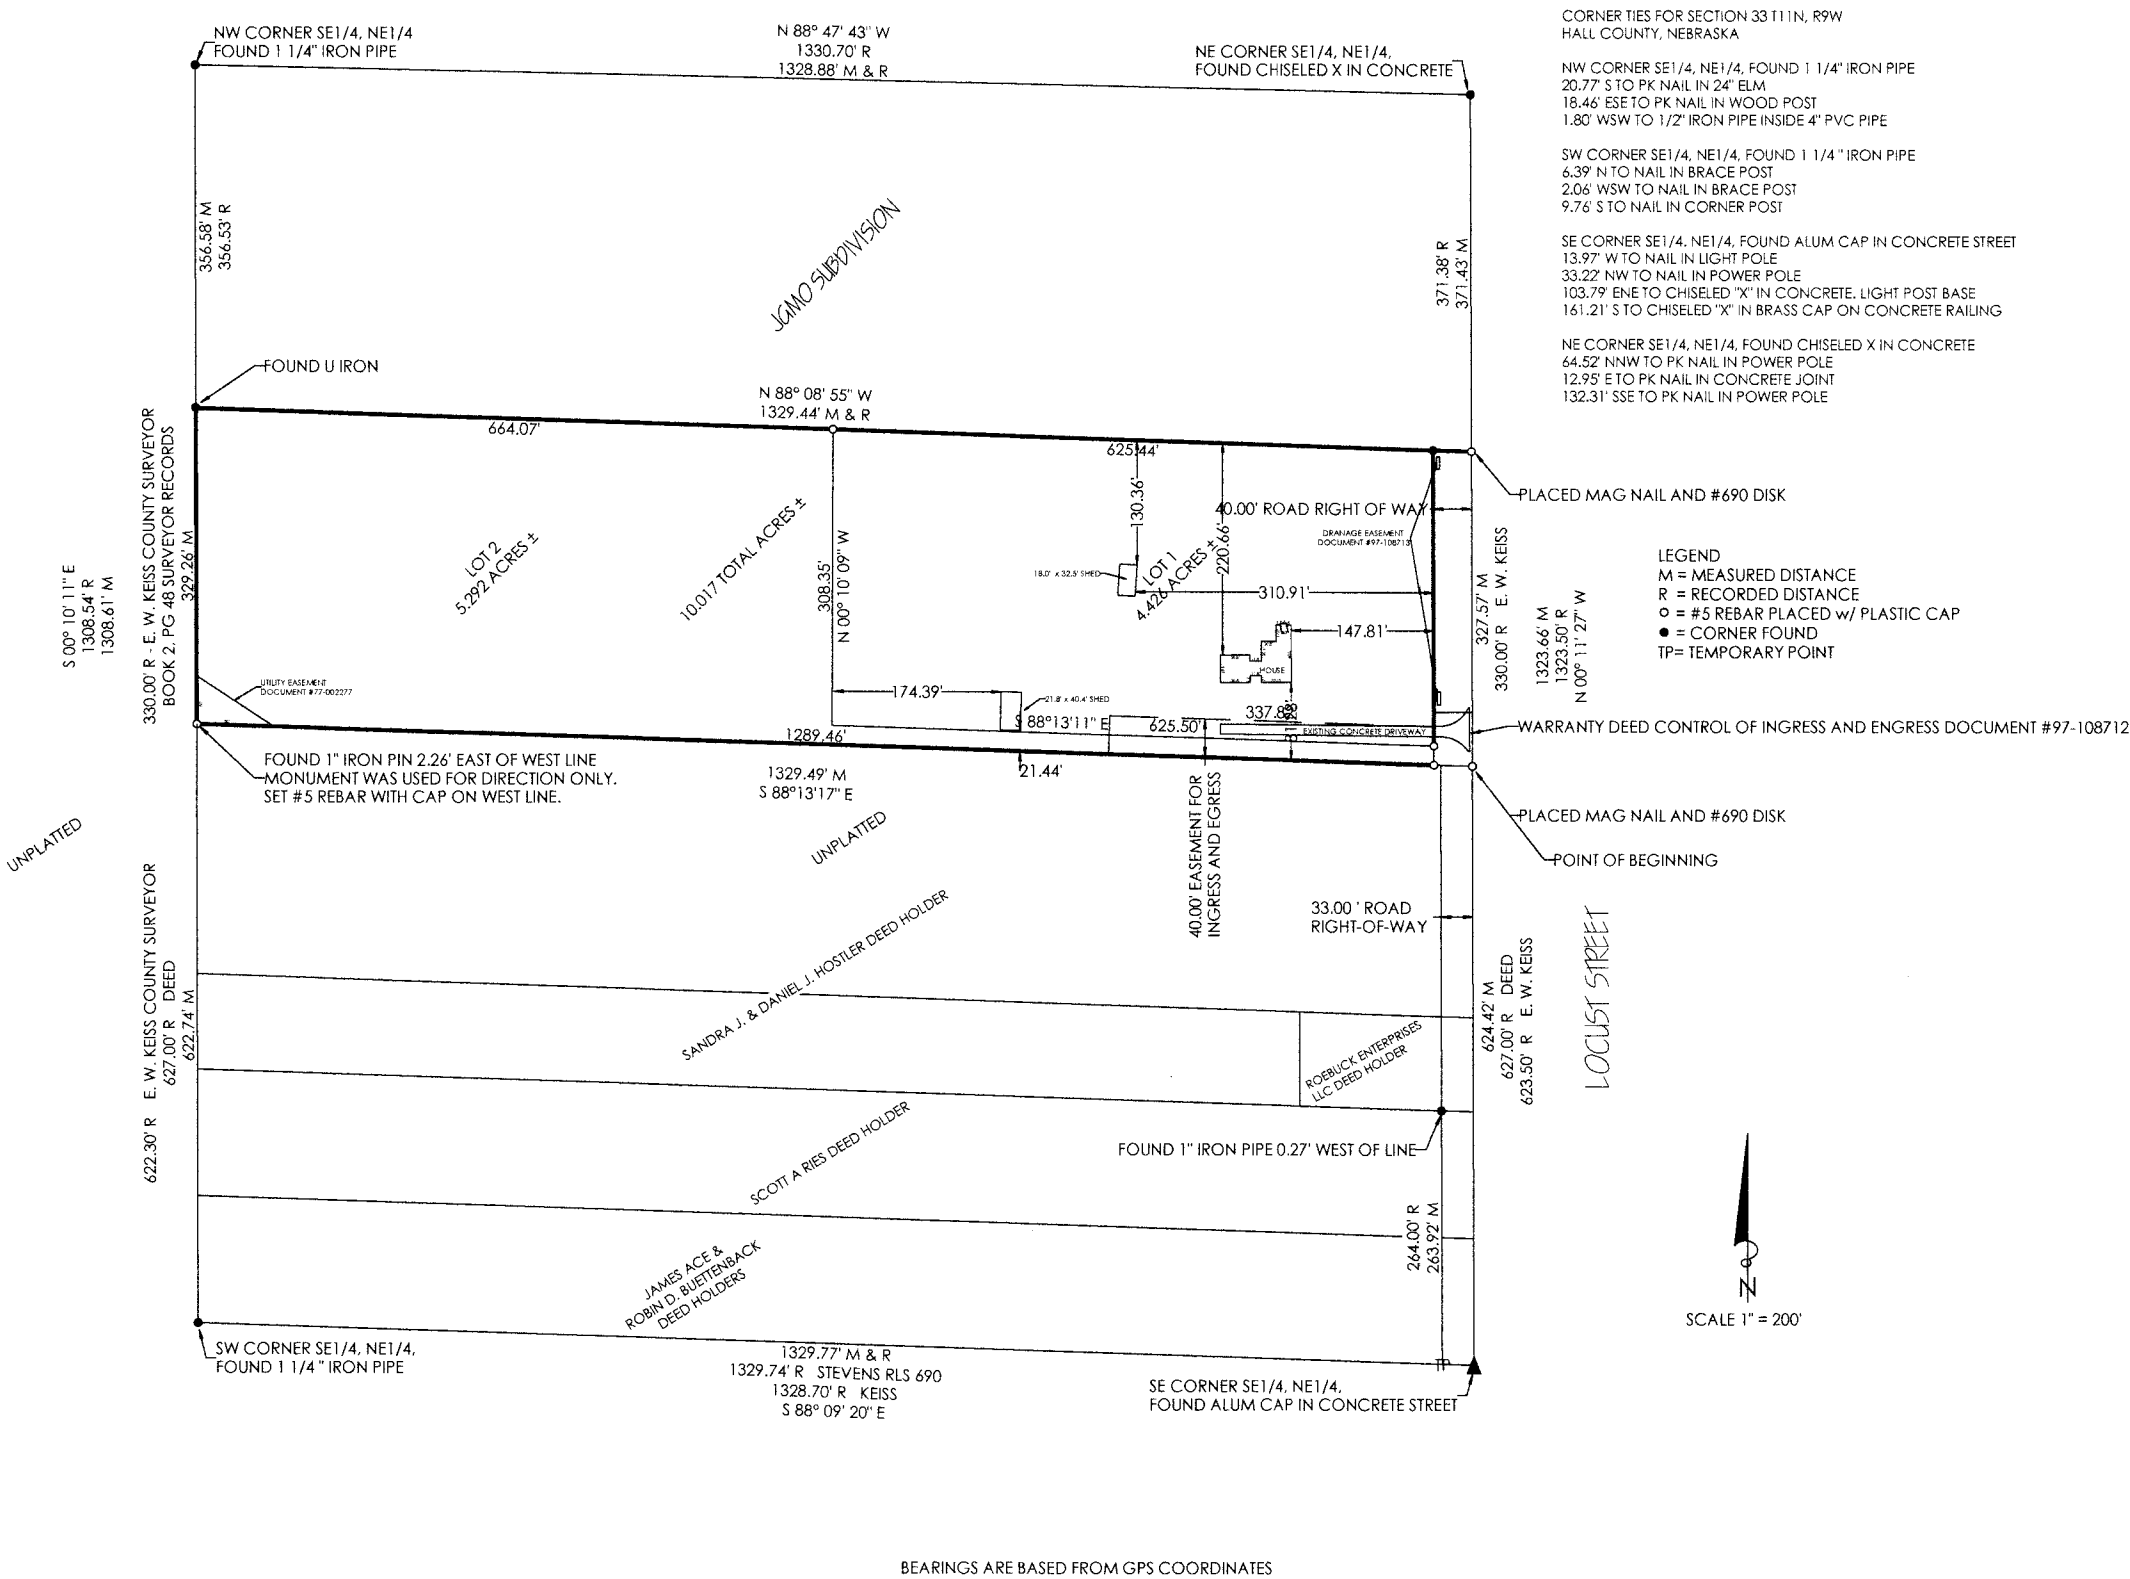 NW CORNER SE1/4, NE1/4
FOUND 1 1/4" IRON PIPE
N 88° 47' 43" W
1330.70' R
1328.88' M & R
NE CORNER SE1/4, NE1/4,
FOUND CHISELED X IN CONCRETE
CORNER TIES FOR SECTION 33 T11N, R9W
HALL COUNTY, NEBRASKA
NW CORNER SE1/4, NE1/4, FOUND 1 1/4" IRON PIPE
20.77' S TO PK NAIL IN 24" ELM
18.46' ESE TO PK NAIL IN WOOD POST
1.80' WSW TO 1/2" IRON PIPE INSIDE 4" PVC PIPE
SW CORNER SE1/4, NE1/4, FOUND 1 1/4 " IRON PIPE
6.39' N TO NAIL IN BRACE POST
2.06' WSW TO NAIL IN BRACE POST
9.76' S TO NAIL IN CORNER POST
SE CORNER SE1/4. NE1/4, FOUND ALUM CAP IN CONCRETE STREET
13.97' W TO NAIL IN LIGHT POLE
33.22' NW TO NAIL IN POWER POLE
103.79' ENE TO CHISELED "X" IN CONCRETE. LIGHT POST BASE
161.21' S TO CHISELED "X" IN BRASS CAP ON CONCRETE RAILING
NE CORNER SE1/4, NE1/4, FOUND CHISELED X IN CONCRETE
64.52' NNW TO PK NAIL IN POWER POLE
12.95' E TO PK NAIL IN CONCRETE JOINT
132.31' SSE TO PK NAIL IN POWER POLE
356.58' M
356.53' R
JGMO SUBDIVISION
371.38' R
371.43' M
FOUND U IRON
N 88° 08' 55" W
1329.44' M & R
664.07'
625.44'
S 00° 10' 11" E
1308.54' R
1308.61' M
330.00' R - E. W. KEISS COUNTY SURVEYOR
BOOK 2. PG 48 SURVEYOR RECORDS
329.26' M
LOT 2
5.292 ACRES ±
10.017 TOTAL ACRES ±
308.35'
N 00° 10' 09" W
130.36'
220.66'
40.00' ROAD RIGHT OF WAY
DRANAGE EASEMENT
DOCUMENT #97-108713
18.0' x 32.5' SHED
LOT 1
4.426 ACRES ±
310.91'
147.81'
HOUSE
PLACED MAG NAIL AND #690 DISK
327.57' M
330.00' R E. W. KEISS
1323.66' M
1323.50' R
N 00° 11' 27" W
LEGEND
M = MEASURED DISTANCE
R = RECORDED DISTANCE
o = #5 REBAR PLACED w/ PLASTIC CAP
● = CORNER FOUND
TP= TEMPORARY POINT
UTILITY EASEMENT
DOCUMENT #77-002277
174.39'
21.8' x 40.4' SHED
S 88°13'11" E
625.50'
EXISTING CONCRETE DRIVEWAY
WARRANTY DEED CONTROL OF INGRESS AND ENGRESS DOCUMENT #97-108712
1289.46'
FOUND 1" IRON PIN 2.26' EAST OF WEST LINE
MONUMENT WAS USED FOR DIRECTION ONLY.
SET #5 REBAR WITH CAP ON WEST LINE.
1329.49' M
S 88°13'17" E
21.44'
40.00' EASEMENT FOR
INGRESS AND EGRESS
PLACED MAG NAIL AND #690 DISK
POINT OF BEGINNING
UNPLATTED
UNPLATTED
622.30' R E. W. KEISS COUNTY SURVEYOR
627.00' R DEED
622.74' M
SANDRA J. & DANIEL J. HOSTLER DEED HOLDER
33.00 ' ROAD
RIGHT-OF-WAY
624.42' M
627.00' R DEED
623.50' R E. W. KEISS
LOCUST STREET
ROEBUCK ENTERPRISES
LLC DEED HOLDER
SCOTT A RIES DEED HOLDER
FOUND 1" IRON PIPE 0.27' WEST OF LINE
264.00' R
263.92' M
JAMES ACE &
ROBIN D. BUETTENBACK
DEED HOLDERS
N
SCALE 1" = 200'
SW CORNER SE1/4, NE1/4,
FOUND 1 1/4 " IRON PIPE
1329.77' M & R
1329.74' R STEVENS RLS 690
1328.70' R KEISS
S 88° 09' 20" E
TP
SE CORNER SE1/4, NE1/4,
FOUND ALUM CAP IN CONCRETE STREET
BEARINGS ARE BASED FROM GPS COORDINATES